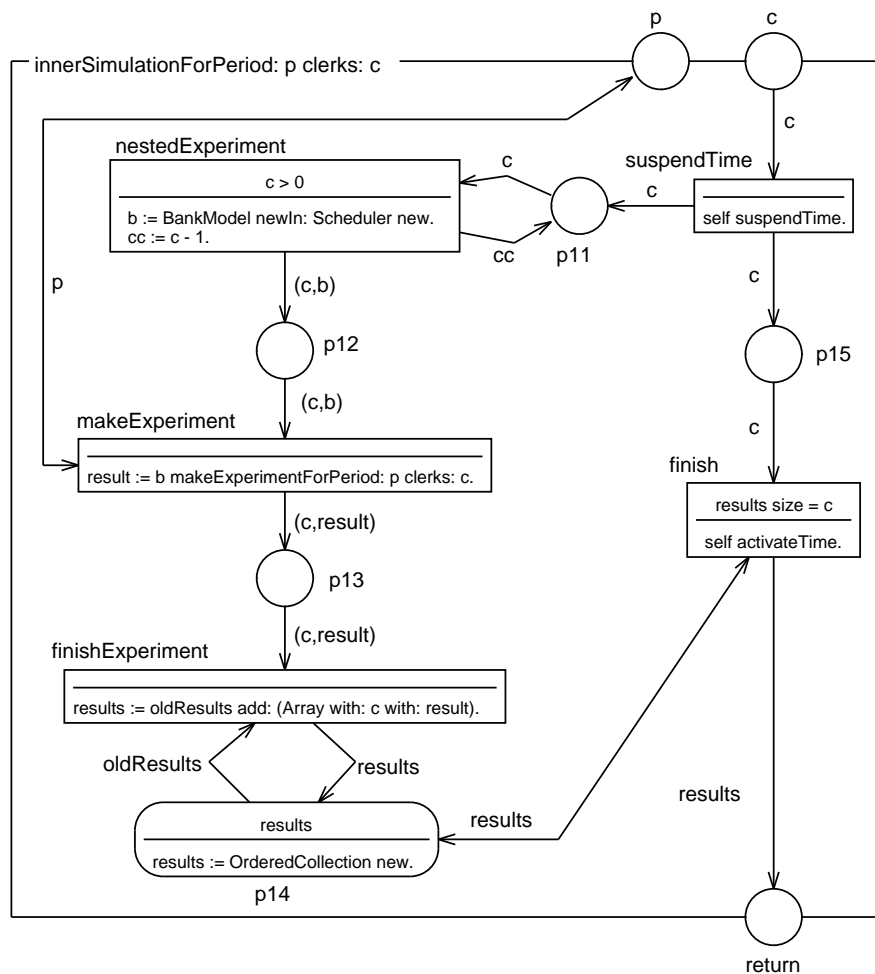 p
c
innerSimulationForPeriod: p clerks: c
c
nestedExperiment
c
suspendTime
c > 0
c
b := BankModel newIn: Scheduler new.
cc := c - 1.
self suspendTime.
cc
p11
p
(c,b)
c
p12
p15
(c,b)
makeExperiment
c
result := b makeExperimentForPeriod: p clerks: c.
finish
results size = c
(c,result)
self activateTime.
p13
(c,result)
finishExperiment
results := oldResults add: (Array with: c with: result).
oldResults
results
results
results
results
results := OrderedCollection new.
p14
return